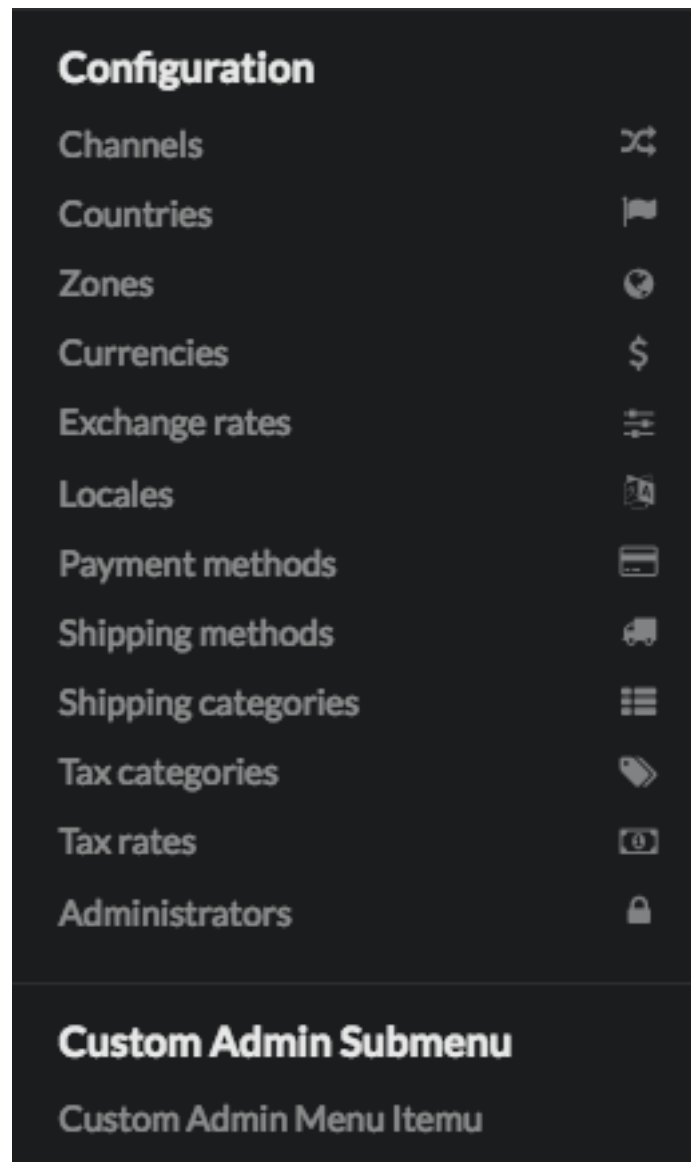 Configuration
Channels
Countries
Zones
Currencies
Exchange rates
Locales
Payment methods
Shipping methods
Shipping categories
Tax categories
Tax rates
Administrators
Custom Admin Submenu
Custom Admin Menu Itemu